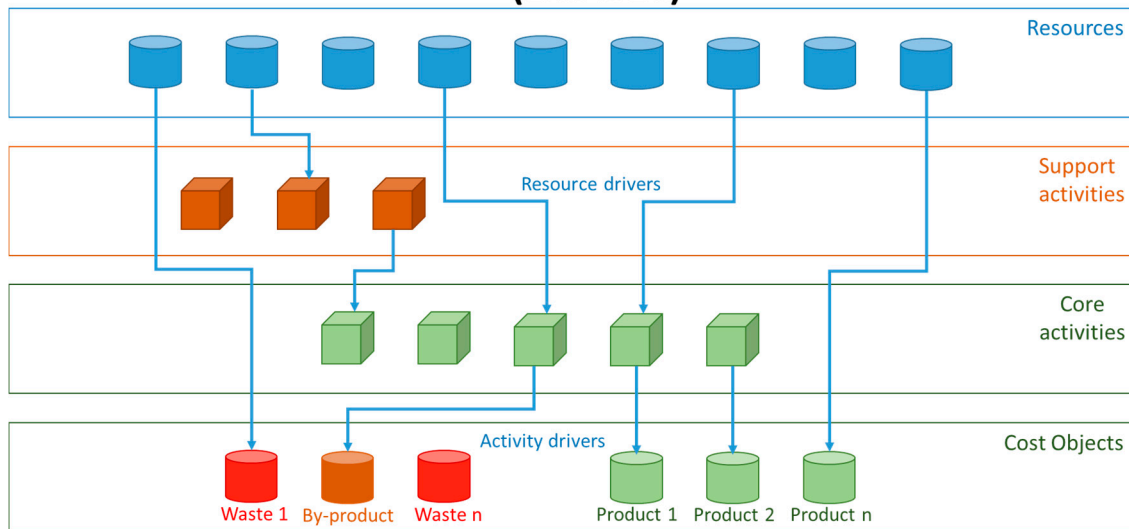 Resources
Support
activities
Resource drivers
Core
activities
Activity drivers
Cost Objects
Waste 1
By-product
Waste n
Product 1
Product 2
Product n